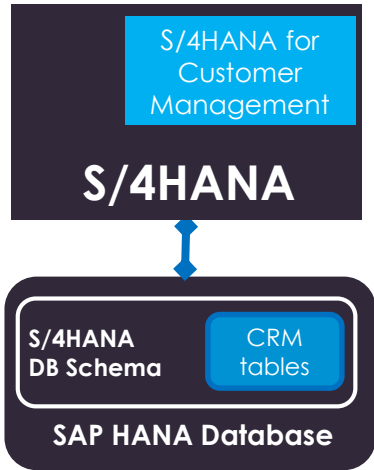 S/4HANA for
Customer
Management
S/4HANA
S/4HANA
DB Schema
CRM
tables
SAP HANA Database